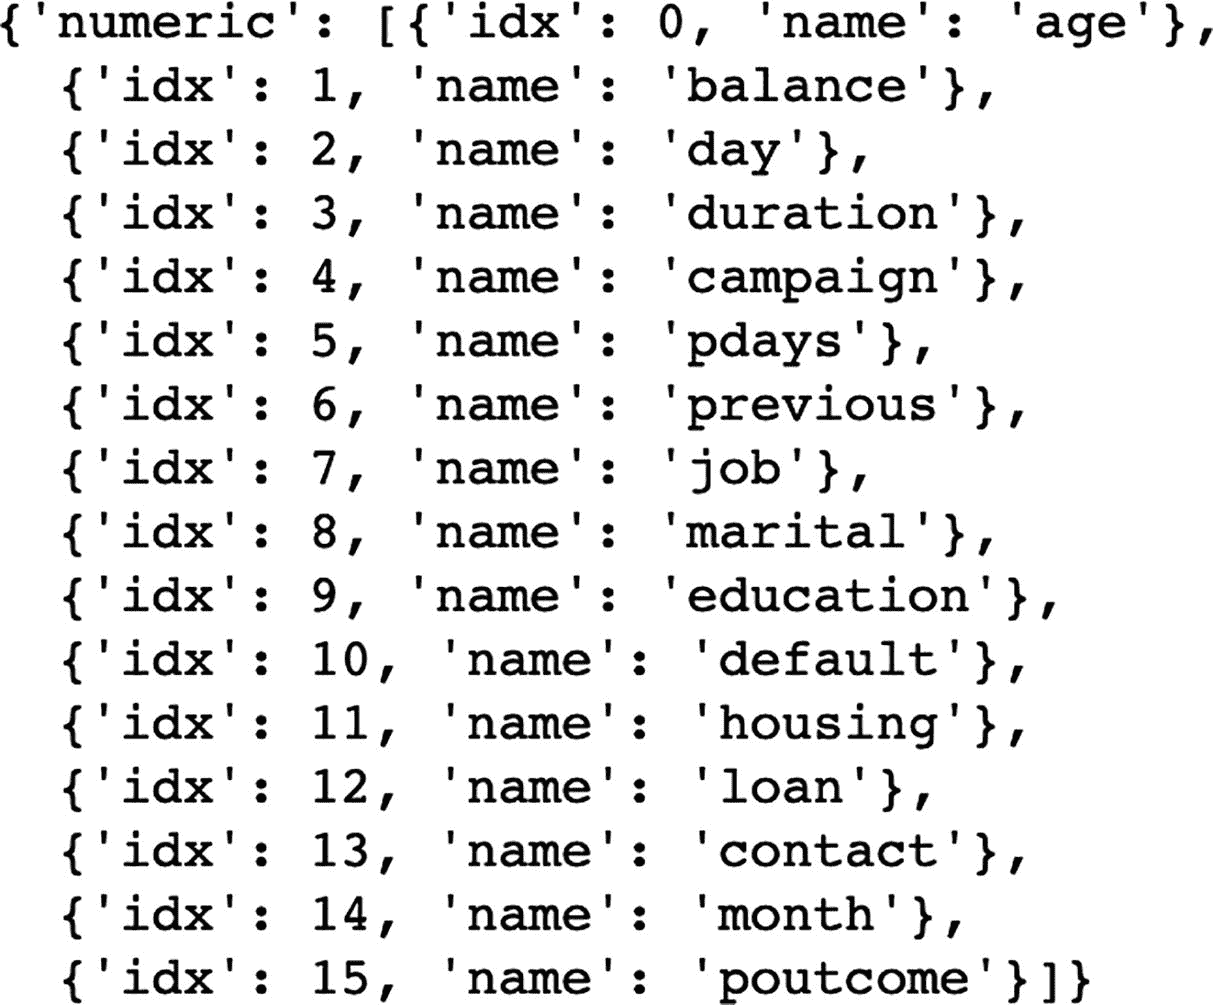 {'numeric': [{'idx': 0, 'name': 'age'},
{'idx': 1, 'name': 'balance'},
{'idx': 2, 'name': 'day'},
{'idx': 3, 'name': 'duration'},
{'idx': 4, 'name': 'campaign'},
{'idx': 5, 'name': 'pdays'},
{'idx': 6, 'name': 'previous'},
{'idx': 7, 'name': 'job'},
{'idx': 8, 'name': 'marital'},
{'idx': 9, 'name': 'education'},
{'idx': 10, 'name': 'default'},
{'idx': 11, 'name': 'housing'},
{'idx': 12, 'name': 'loan'},
{'idx': 13, 'name': 'contact'},
{'idx': 14, 'name': 'month'},
{'idx': 15, 'name': 'poutcome'}]}